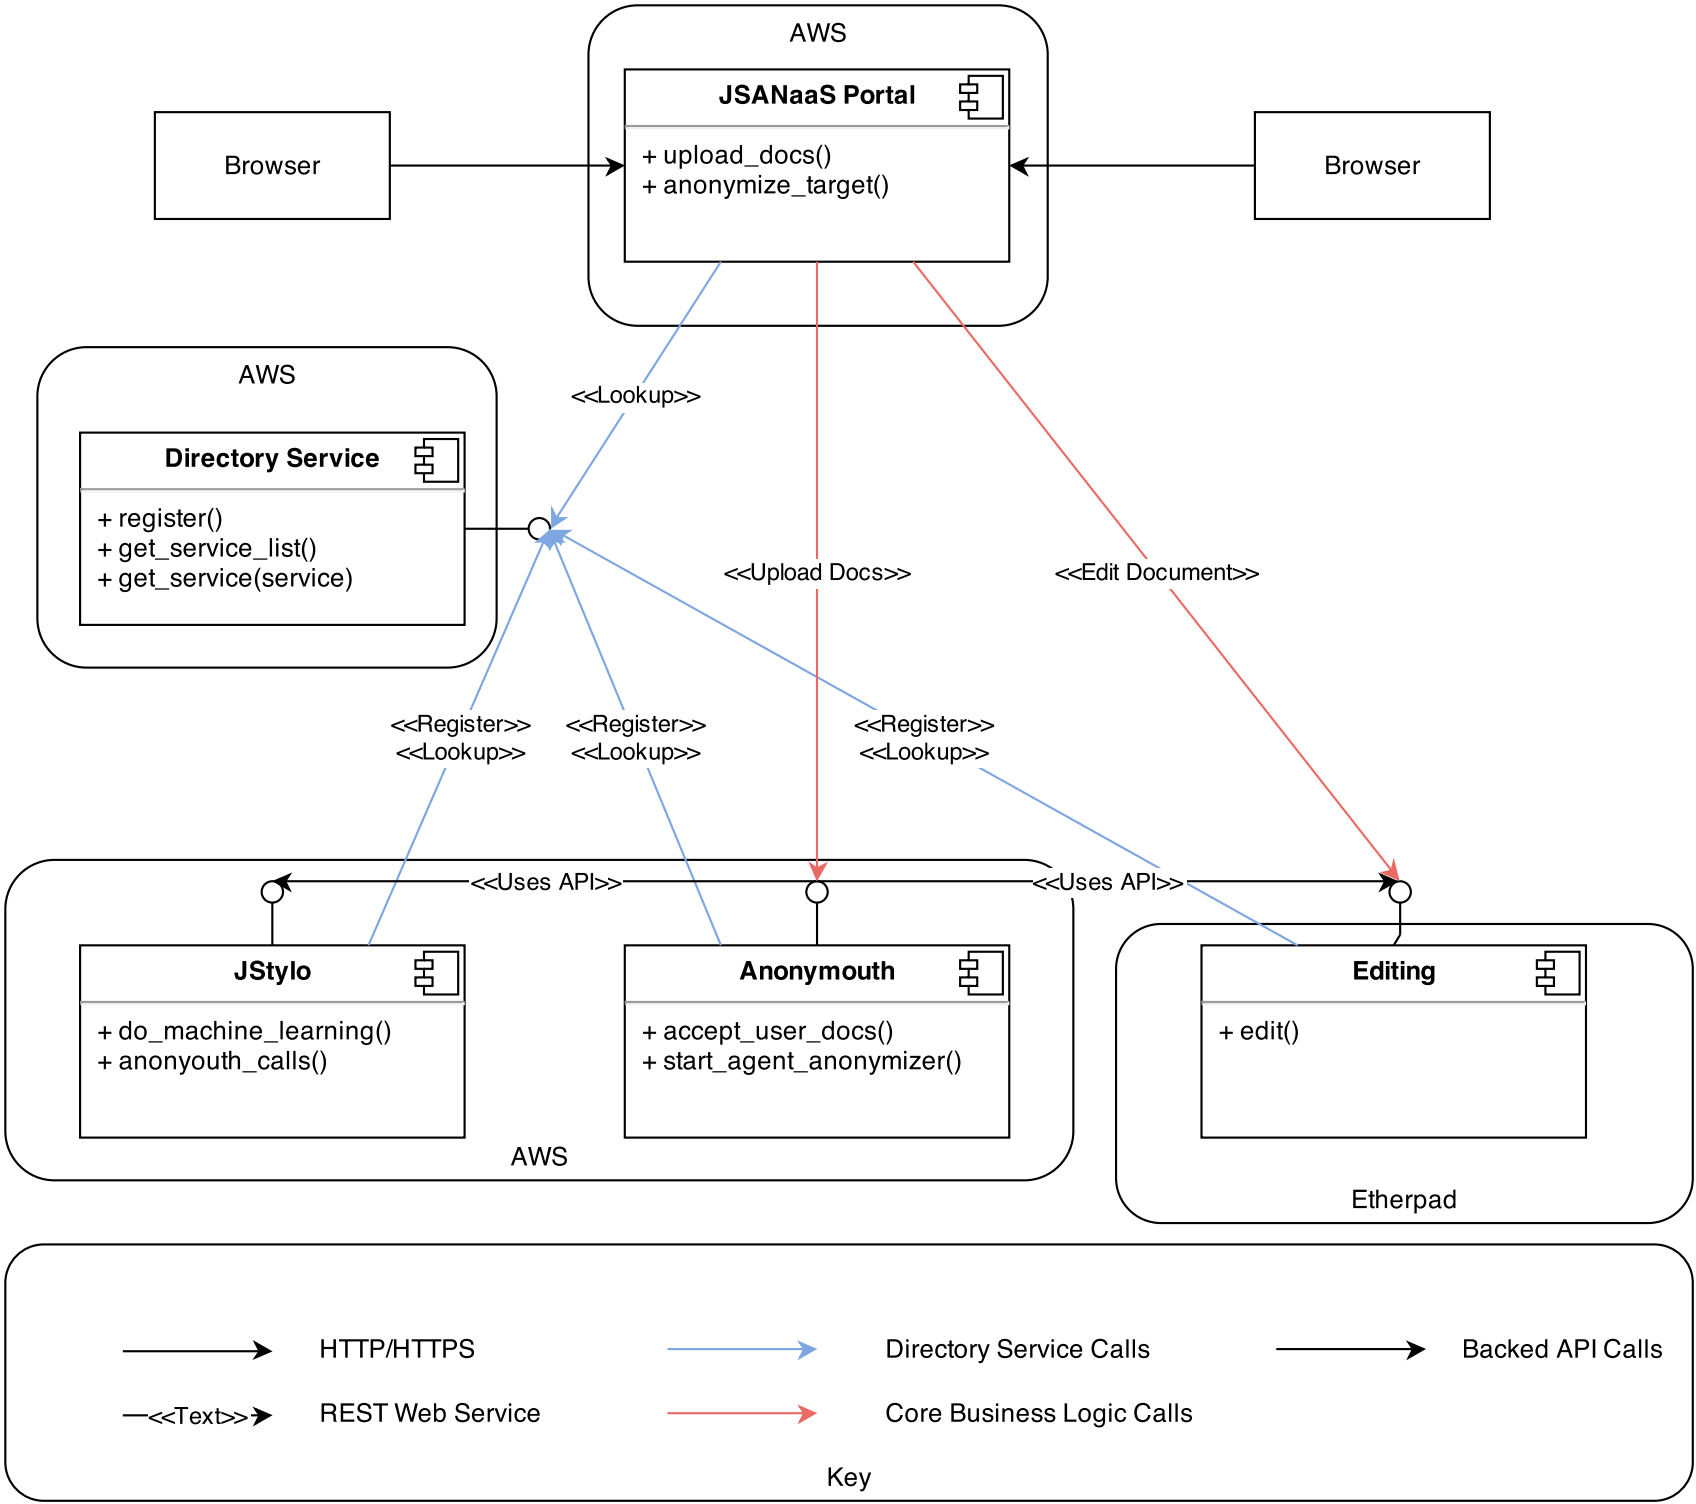 AWS
JSANaaS Portal
+ upload_docs()
+ anonymize_target()
Browser
Browser
<<Lookup>>
AWS
Directory Service
+ register()
+ get_service_list()
+ get_service(service)
<<Upload Docs>>
<<Edit Document>>
<<Register>>
<<Lookup>>
<<Register>>
<<Lookup>>
<<Register>>
<<Lookup>>
<<Uses API>>
<<Uses API>>
JStylo
+ do_machine_learning()
+ anonyouth_calls()
Anonymouth
+ accept_user_docs()
+ start_agent_anonymizer()
AWS
Editing
+ edit()
Etherpad
HTTP/HTTPS
Directory Service Calls
Backed API Calls
<<Text>>
REST Web Service
Core Business Logic Calls
Key